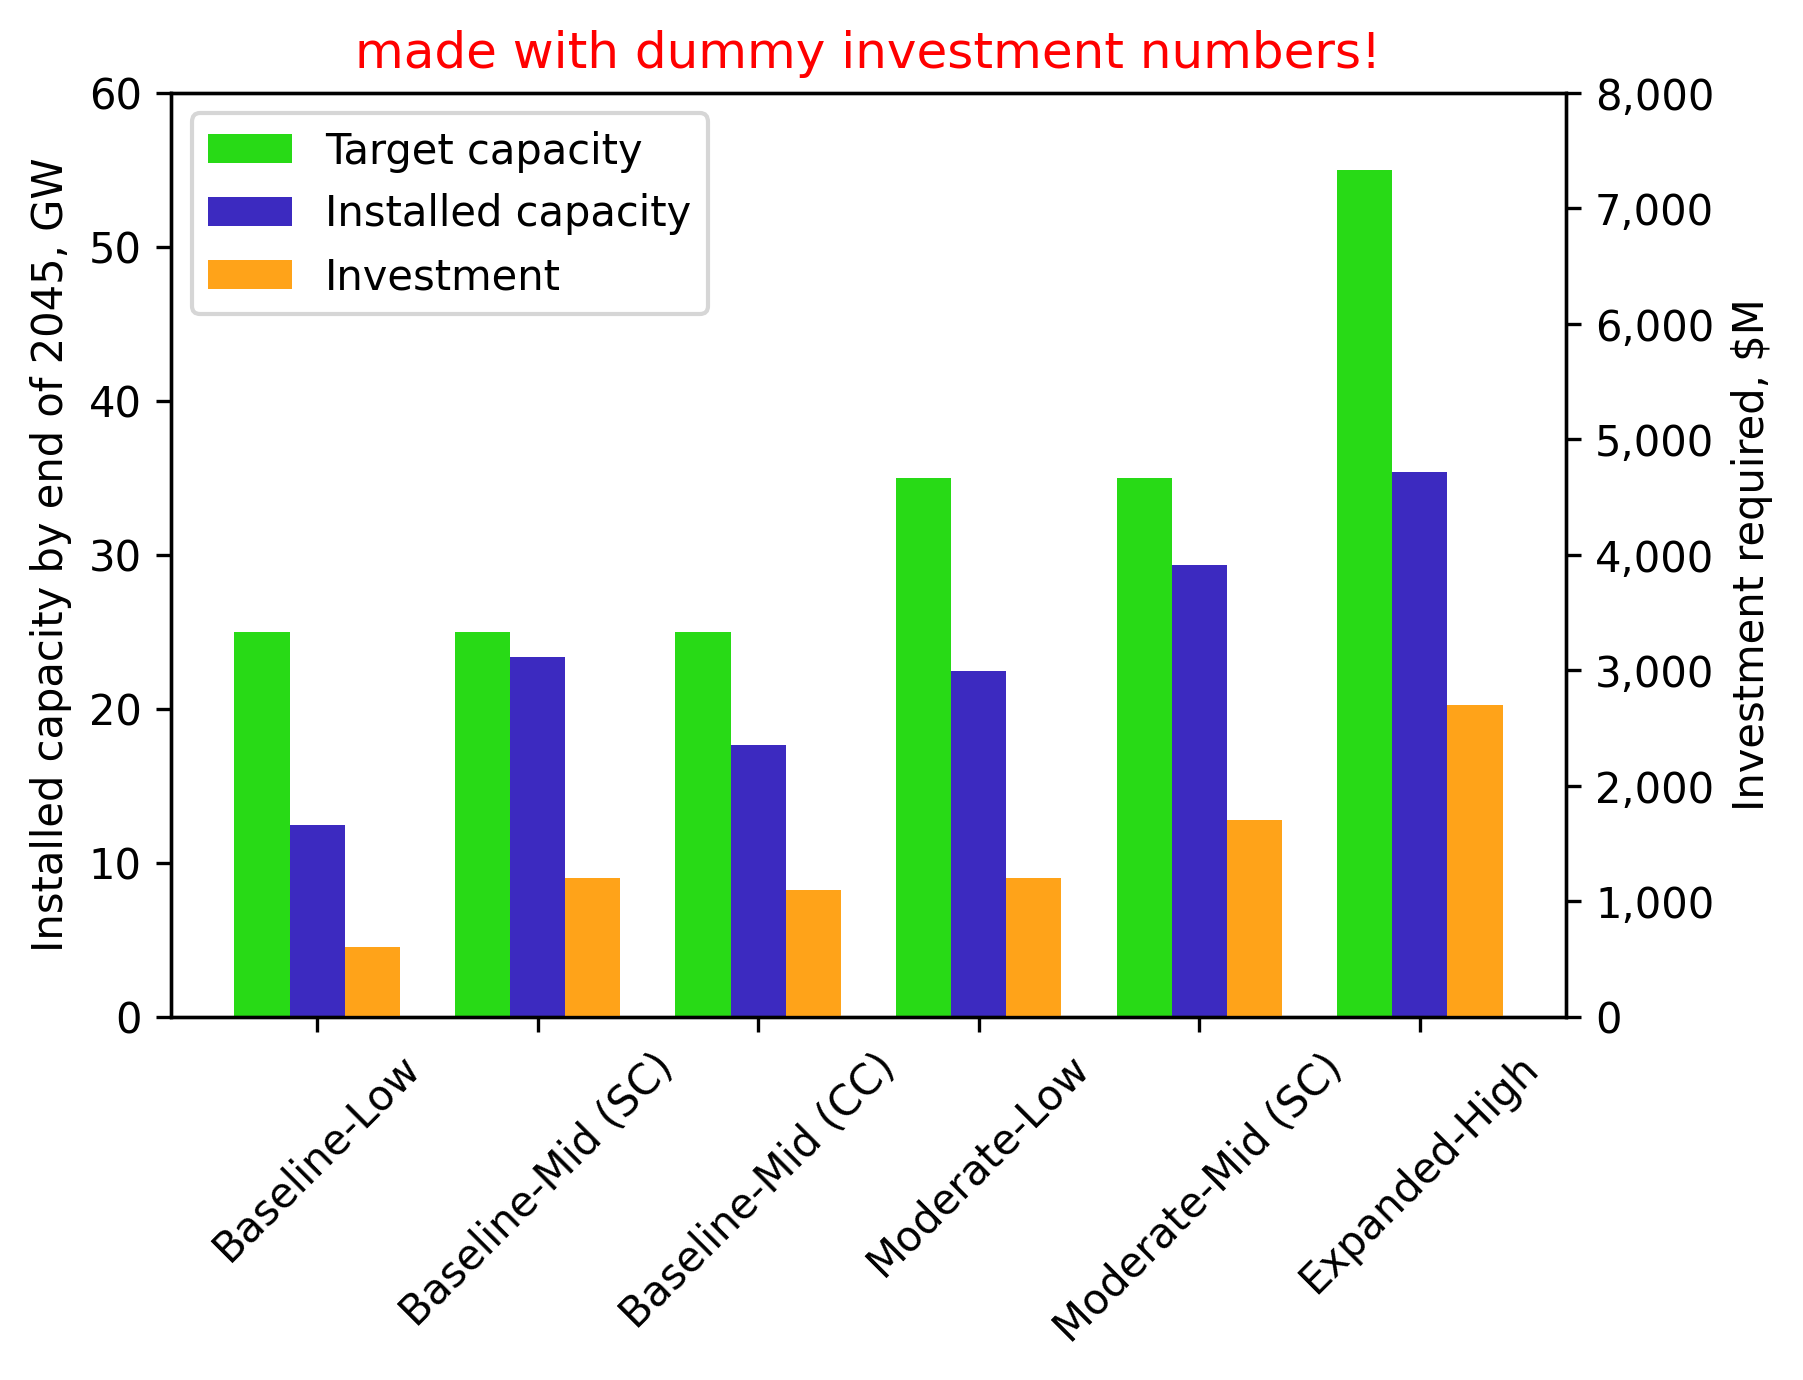 made with dummy investment numbers!
Target capacity
Installed capacity
Investment
Installed capacity by end of 2045, GW
60
50
40
30
20
10
0
8,000
7,000
6,000
5,000
4,000
3,000
2,000
1,000
0
Investment required, $M
Baseline-Low
Baseline-Mid (SC)
Baseline-Mid (CC)
Moderate-Low
Moderate-Mid (SC)
Expanded-High